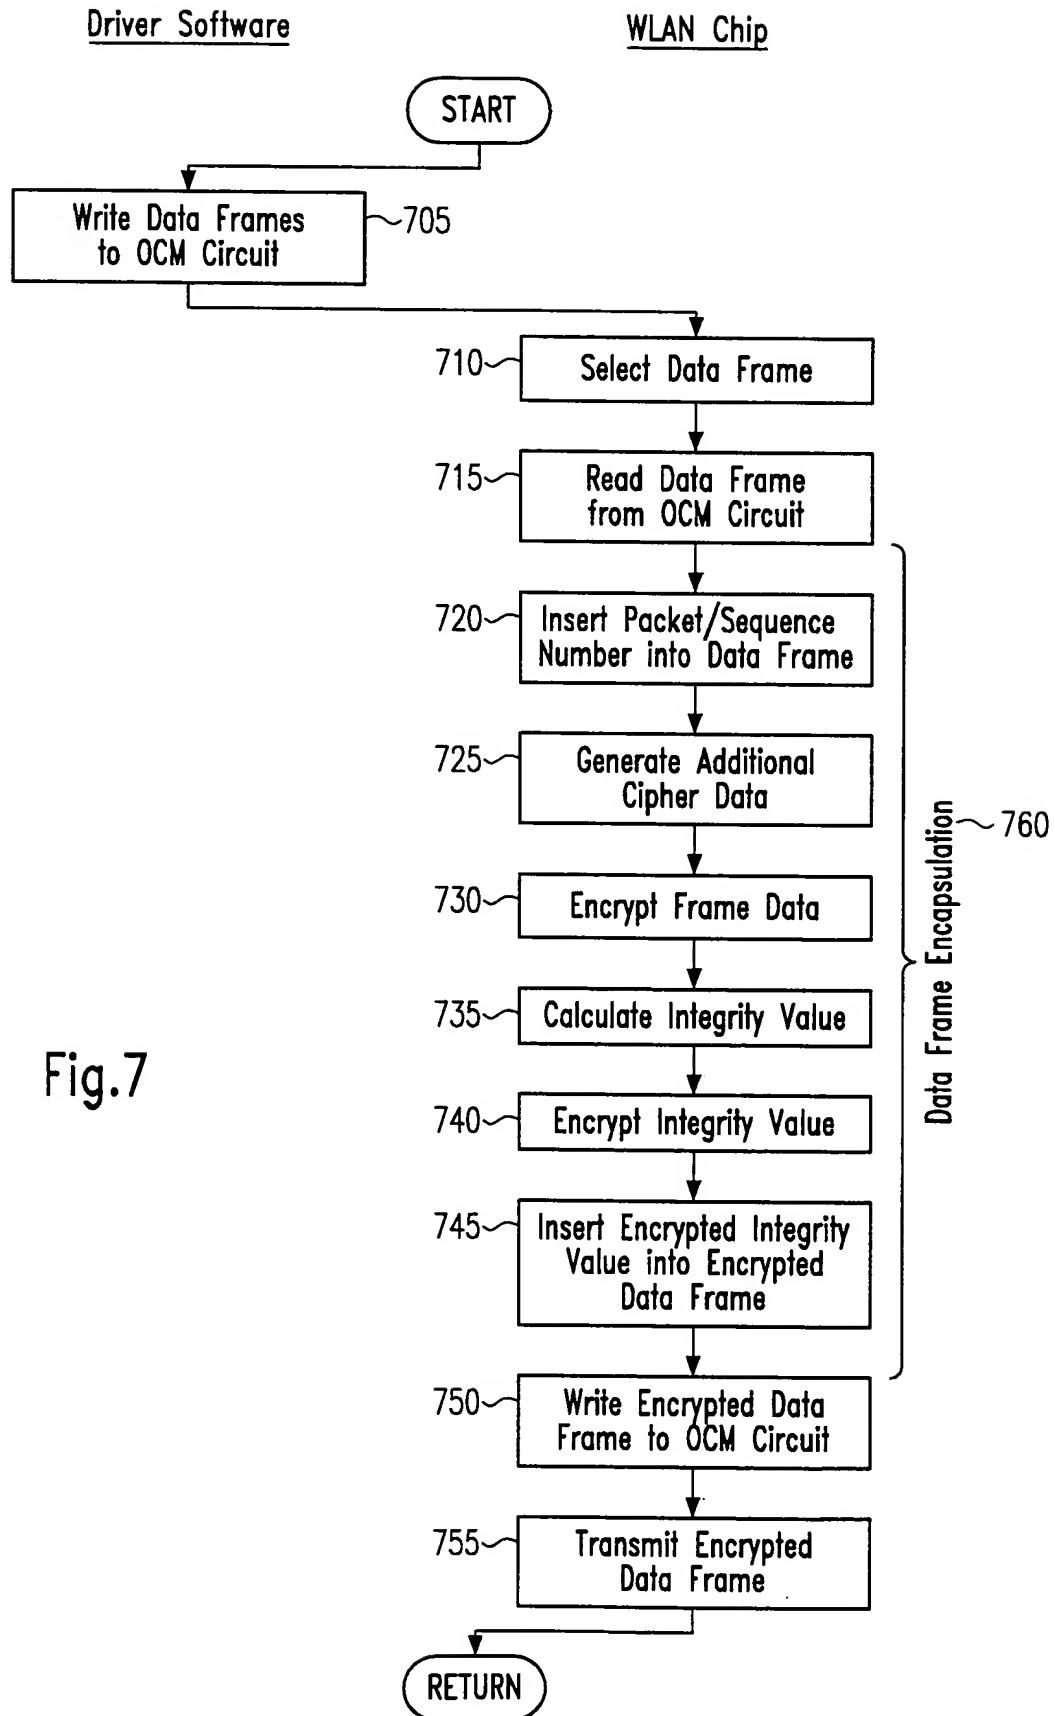 Driver Software
WLAN Chip
START
Write Data Frames
to OCM Circuit
705
710
Select Data Frame
715
Read Data Frame
from OCM Circuit
720
Insert Packet/Sequence
Number into Data Frame
725
Generate Additional
Cipher Data
730
Encrypt Frame Data
735
Calculate Integrity Value
740
Encrypt Integrity Value
745
Insert Encrypted Integrity
Value into Encrypted
Data Frame
750
Write Encrypted Data
Frame to OCM Circuit
755
Transmit Encrypted
Data Frame
RETURN
Data Frame Encapsulation
760
Fig.7